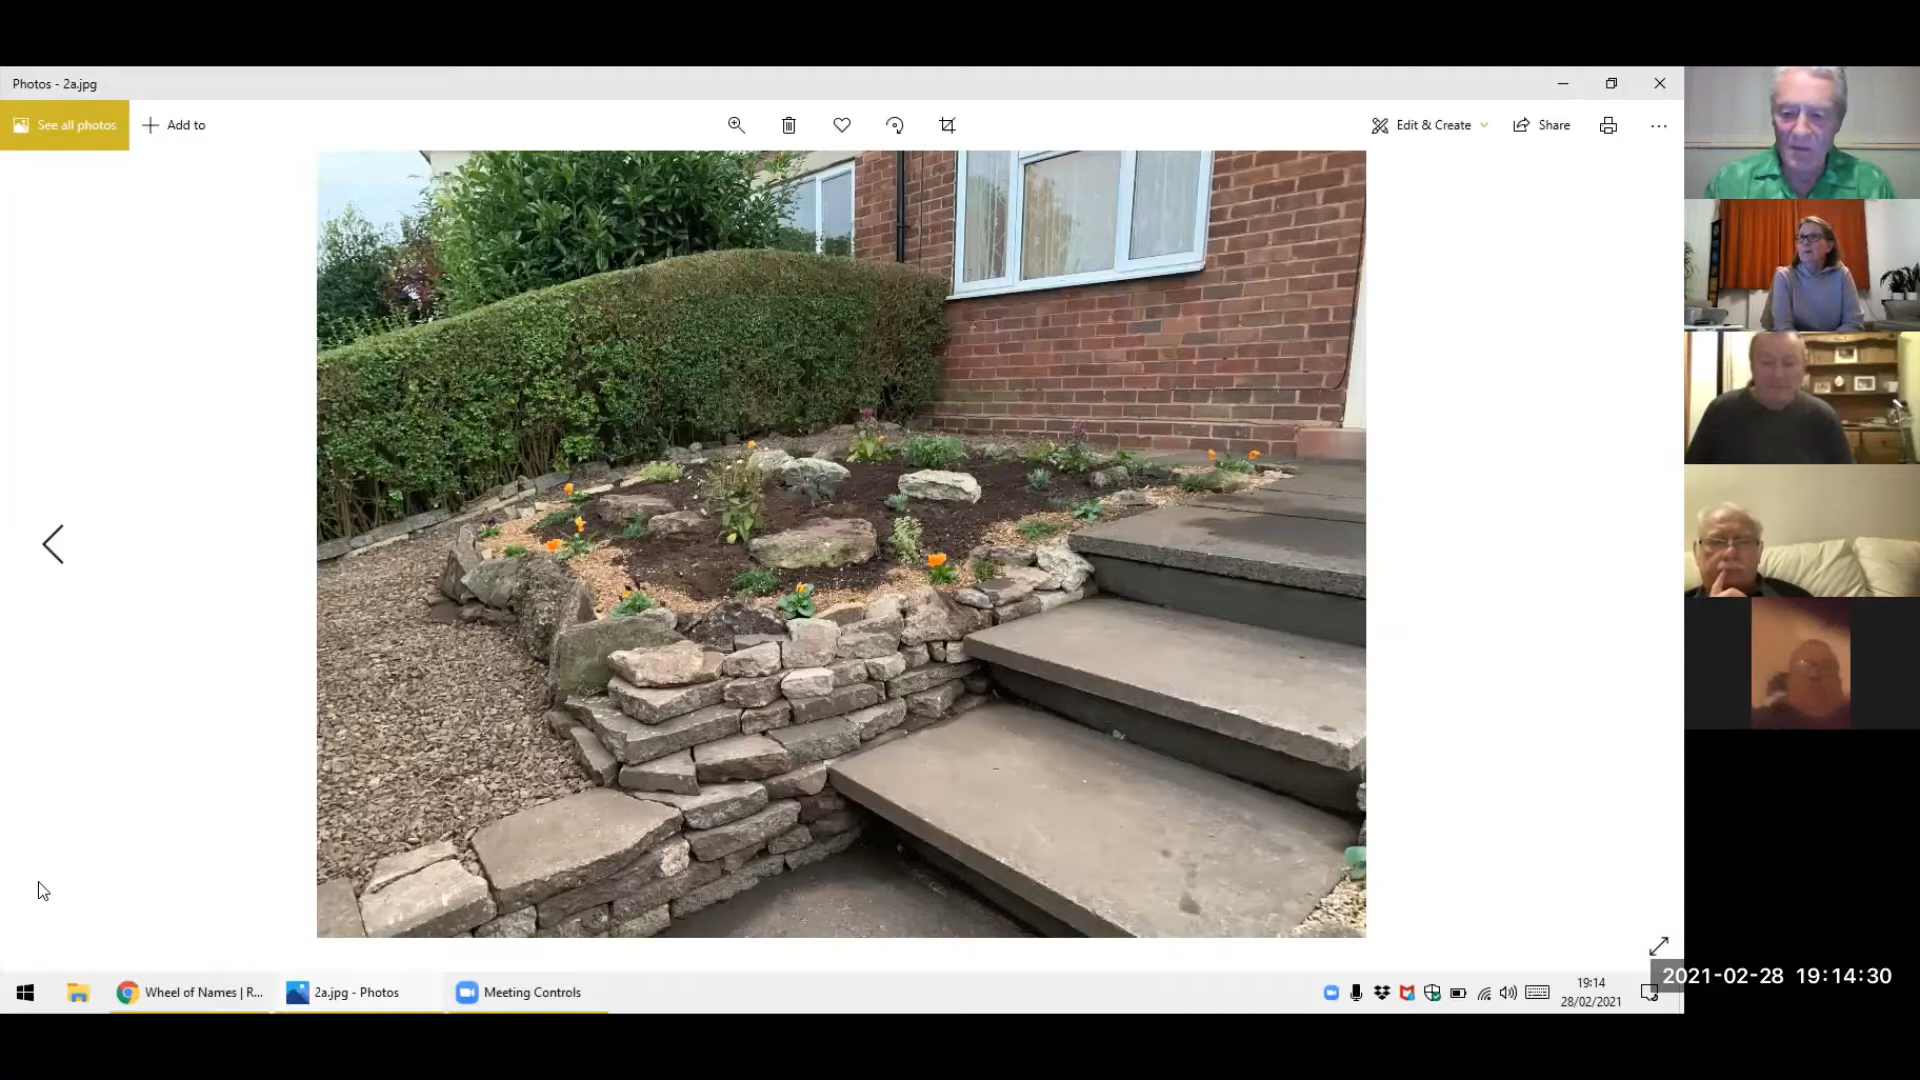 Photos - 2a.jpg
See all photos
Add to
Edit & Create
Share
Wheel of Names | R...
2a.jpg - Photos
Meeting Controls
19:14
28/02/2021
2021-02-28 19:14:30